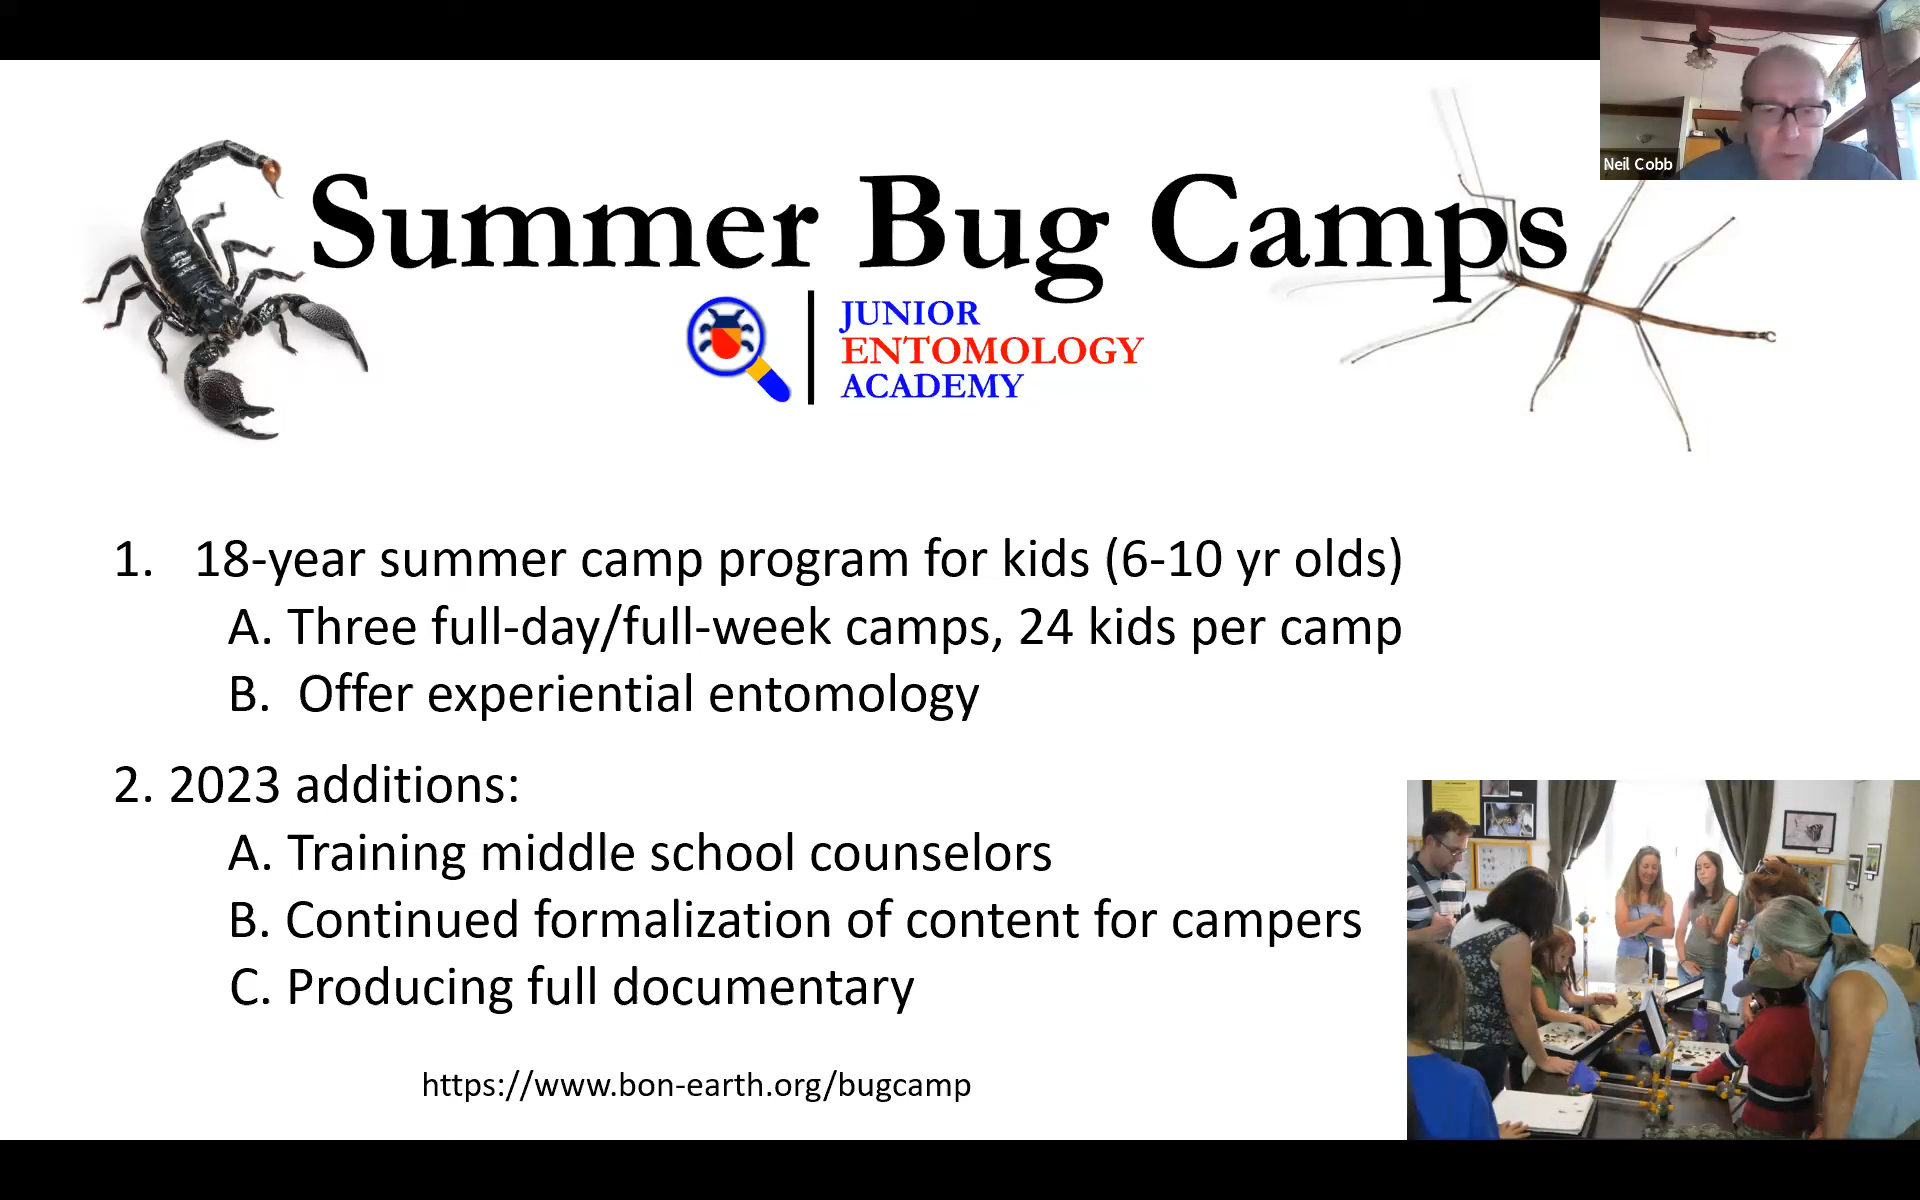 Neil Cobb
Summer Bug Camps
JUNIOR
ENTOMOLOGY
ACADEMY
1. 18-year summer camp program for kids (6-10 yr olds)
A. Three full-day/full-week camps, 24 kids per camp
B. Offer experiential entomology
2. 2023 additions:
A. Training middle school counselors
B. Continued formalization of content for campers
C. Producing full documentary
https://www.bon-earth.org/bugcamp